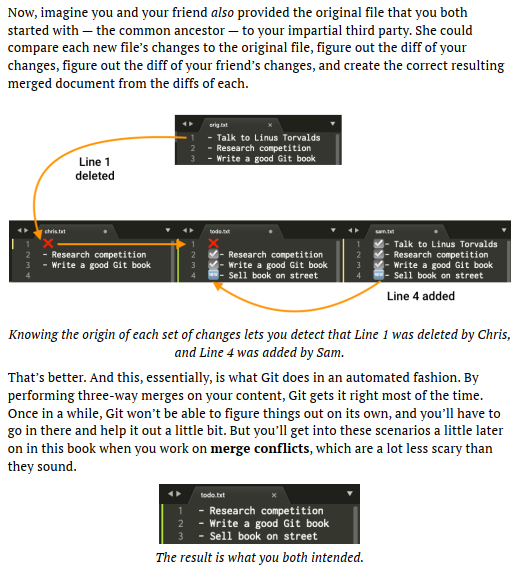 Now, imagine you and your friend also provided the original file that you both
started with — the common ancestor — to your impartial third party. She could
compare each new file's changes to the original file, figure out the diff of your
changes, figure out the diff of your friend's changes, and create the correct resulting
merged document from the diffs of each.
orig.txt
1 - Talk to Linus Torvalds
2 - Research competition
3 - Write a good Git book
Line 1
deleted
chris.txt
1
2 - Research competition
3 - Write a good Git book
4
todo.txt
1
2 - Research competition
3 - Write a good Git book
4 - Sell book on street
sam.txt
1 - Talk to Linus Torvalds
2 - Research competition
3 - Write a good Git book
4 - Sell book on street
Line 4 added
Knowing the origin of each set of changes lets you detect that Line 1 was deleted by Chris,
and Line 4 was added by Sam.
That's better. And this, essentially, is what Git does in an automated fashion. By
performing three-way merges on your content, Git gets it right most of the time.
Once in a while, Git won't be able to figure things out on its own, and you'll have to
go in there and help it out a little bit. But you'll get into these scenarios a little later
on in this book when you work on merge conflicts, which are a lot less scary than
they sound.
todo.txt
1 - Research competition
2 - Write a good Git book
3 - Sell book on street
The result is what you both intended.